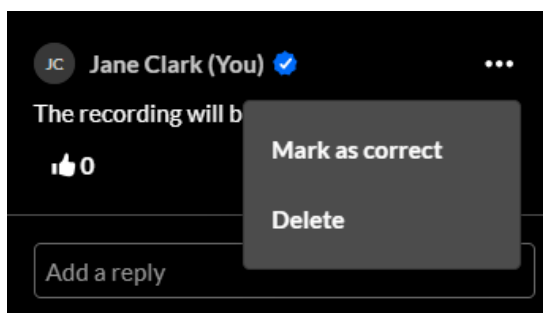 JC Jane Clark (You)
The recording will b
Mark as correct
0
Delete
Add a reply